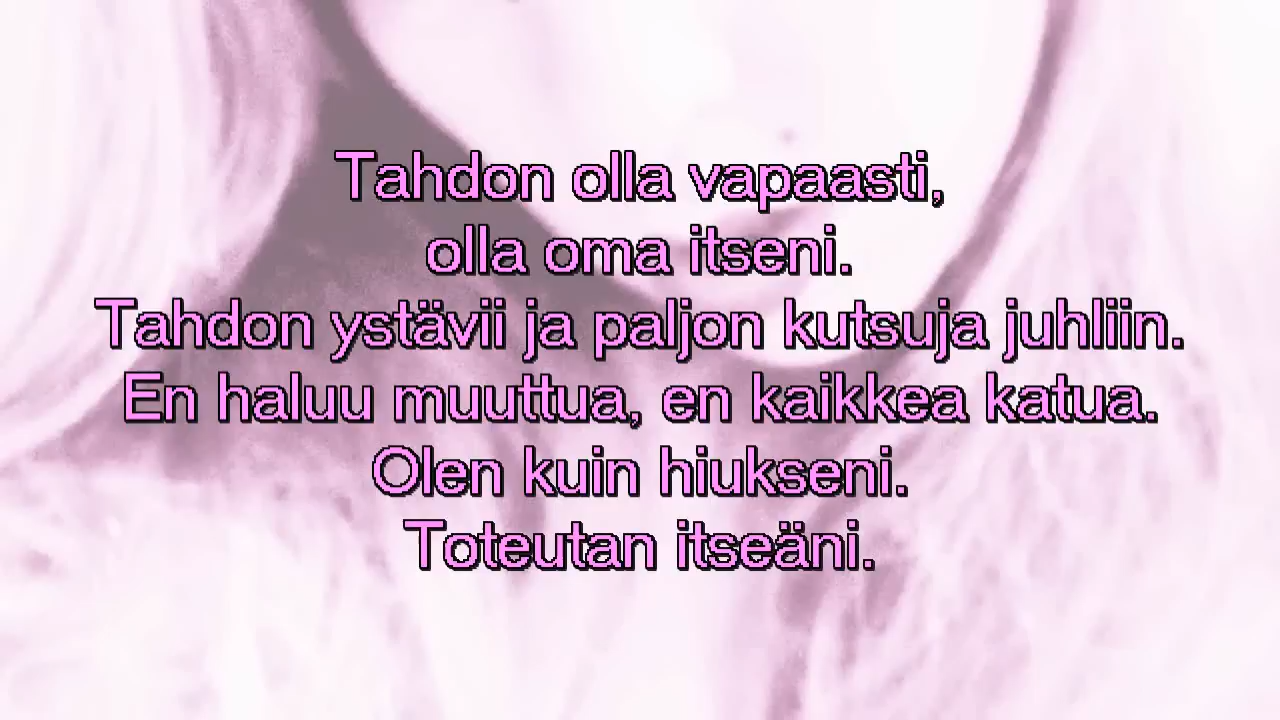 Tahdon olla vapaasti,
olla oma itseni.
Tahdon ystävii ja paljon kutsuja juhliin.
En haluu muuttua, en kaikkea katua.
Olen kuin hiukseni.
Toteutan itseäni.